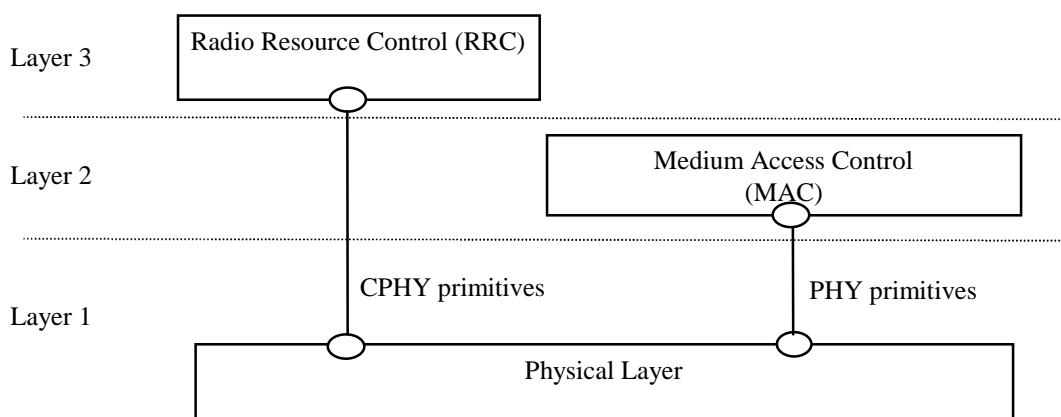 Radio Resource Control (RRC)
Layer 3
Medium Access Control
(MAC)
Layer 2
CPHY primitives
PHY primitives
Layer 1
Physical Layer